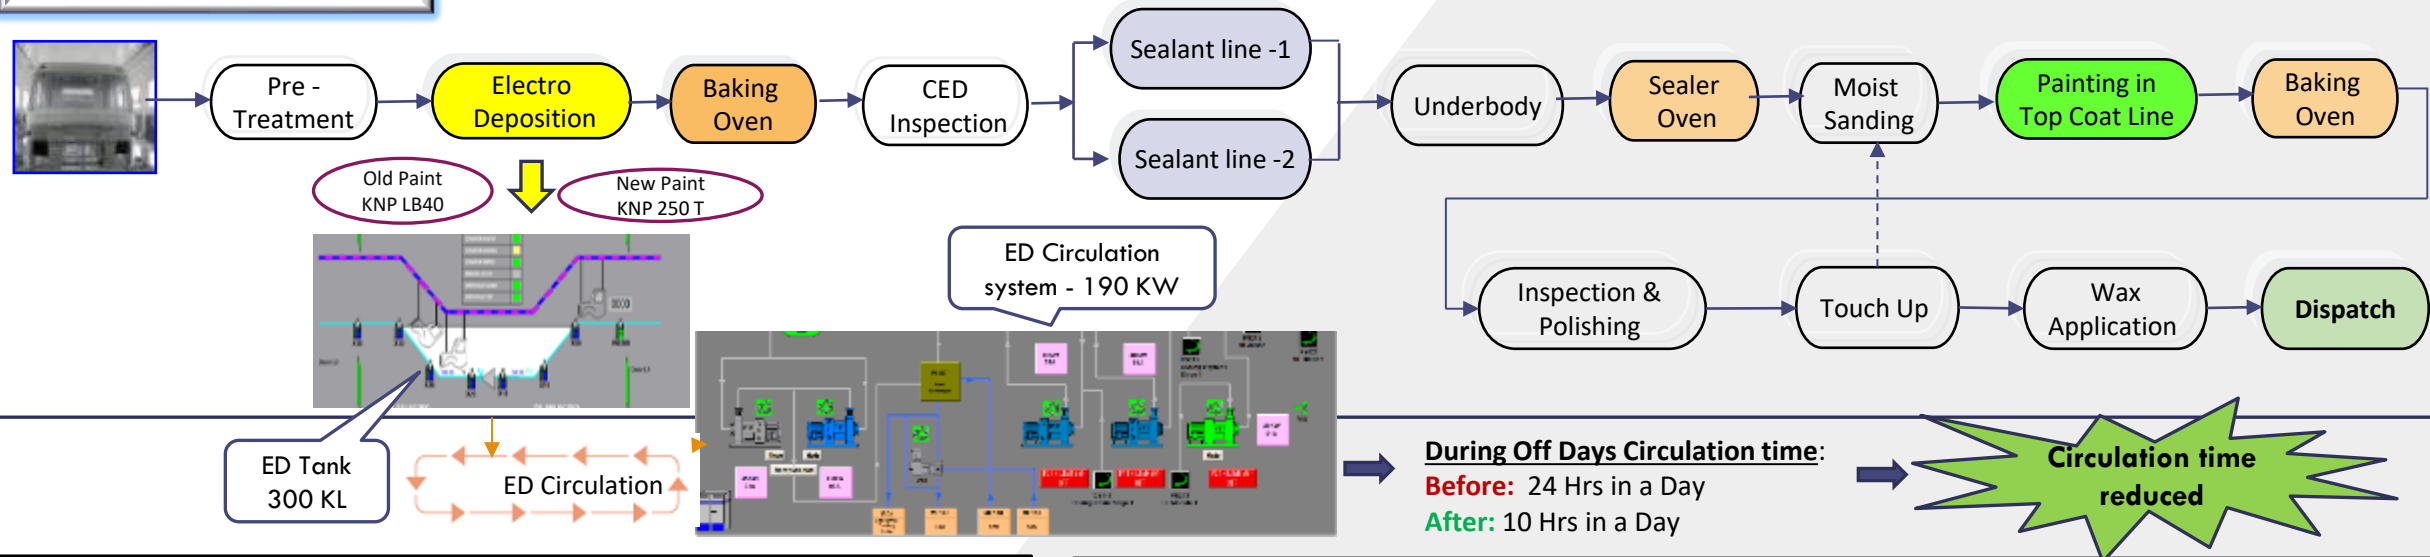 Pre -
Treatment
Electro
Deposition
Baking
Oven
CED
Inspection
Sealant line -1
Sealant line -2
Underbody
Sealer
Oven
Moist
Sanding
Painting in
Top Coat Line
Baking
Oven
Old Paint
KNP LB40
New Paint
KNP 250 T
ED Circulation
system - 190 KW
Inspection &
Polishing
Touch Up
Wax
Application
Dispatch
ED Tank
300 KL
ED Circulation
During Off Days Circulation time:
Before: 24 Hrs in a Day
After: 10 Hrs in a Day
Circulation time
reduced